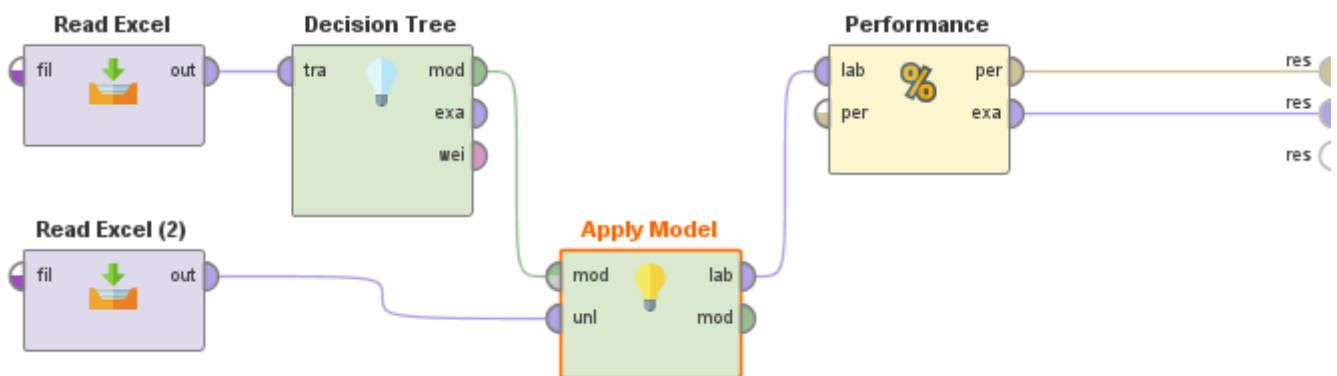 Read Excel
Decision Tree
Performance
fil out
tra mod
lab per
res
exa
per exa
res
wei
res
Read Excel (2)
Apply Model
fil out
mod lab
unl mod
%